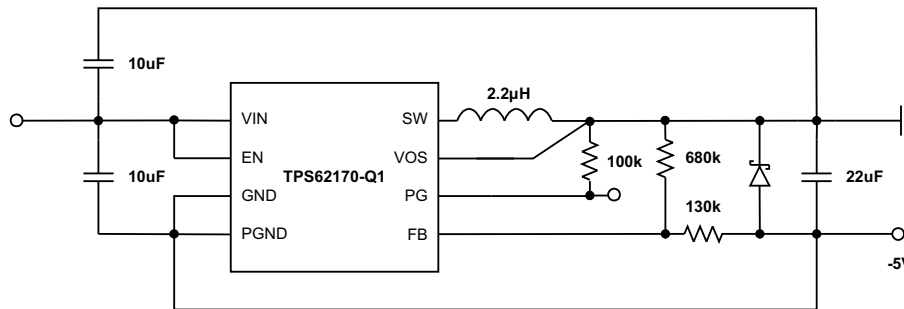 10uF
2.2µH
VIN
SW
EN
VOS
10uF
TPS62170-Q1
100k
680k
22uF
GND
PG
130k
PGND
FB
-5V